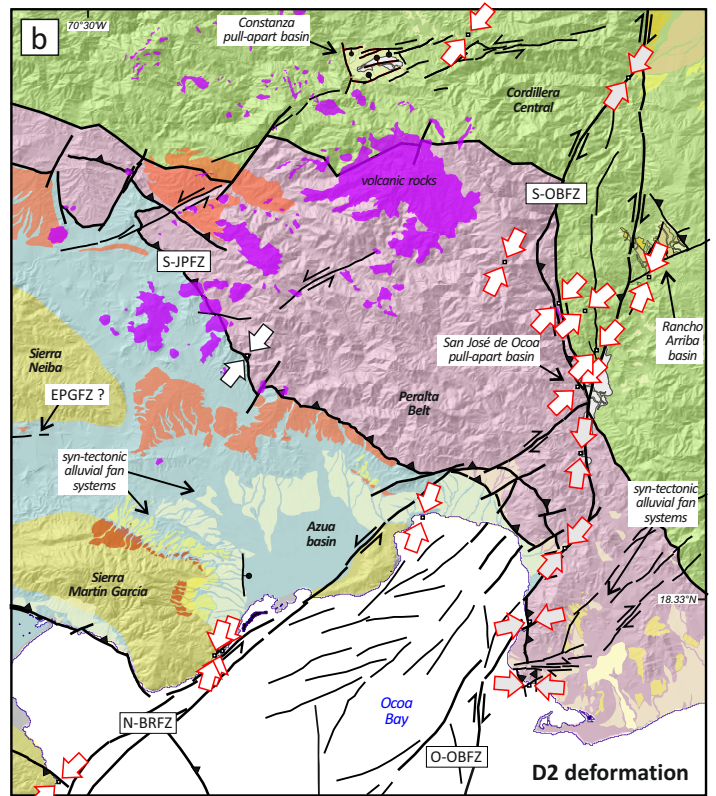 70°30'W
b
Constanza
pull-apart basin
Cordillera
Central
volcanic rocks
S-OBFZ
S-JPFZ
Rancho
Arriba
basin
San José de Ocoa
pull-apart basin
Sierra
Neiba
EPGFZ ?
Peralta
Belt
syn-tectonic
alluvial fan
systems
syn-tectonic
alluvial fan
systems
Azua
basin
Sierra
Martín García
18.33°N
Ocoa
Bay
N-BRFZ
O-OBFZ
D2 deformation